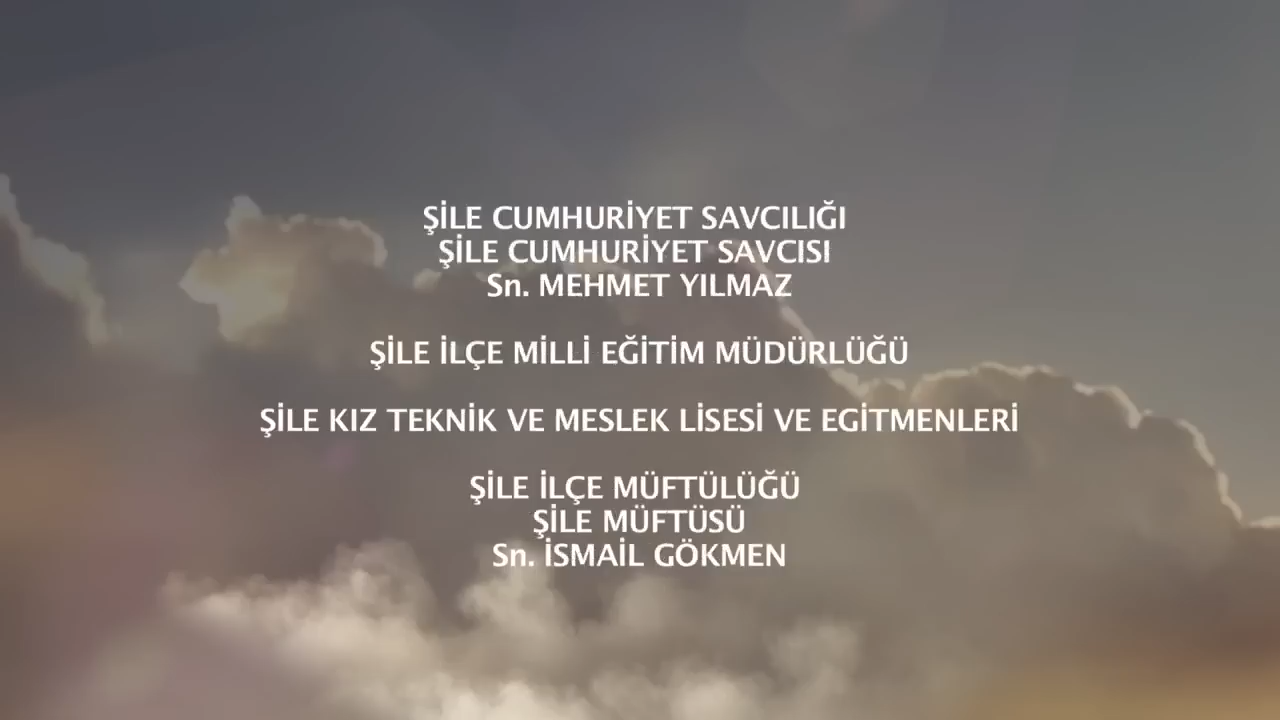 ŞİLE CUMHURİYET SAVCILIĞI
ŞİLE CUMHURİYET SAVCISI
Sn. MEHMET YILMAZ
ŞİLE İLÇE MİLLİ EĞİTİM MÜDÜRLÜĞÜ
ŞİLE KIZ TEKNİK VE MESLEK LİSESİ VE EGİTMENLERİ
ŞİLE İLÇE MÜFTÜLÜĞÜ
ŞİLE MÜFTÜSÜ
Sn. İSMAİL GÖKMEN